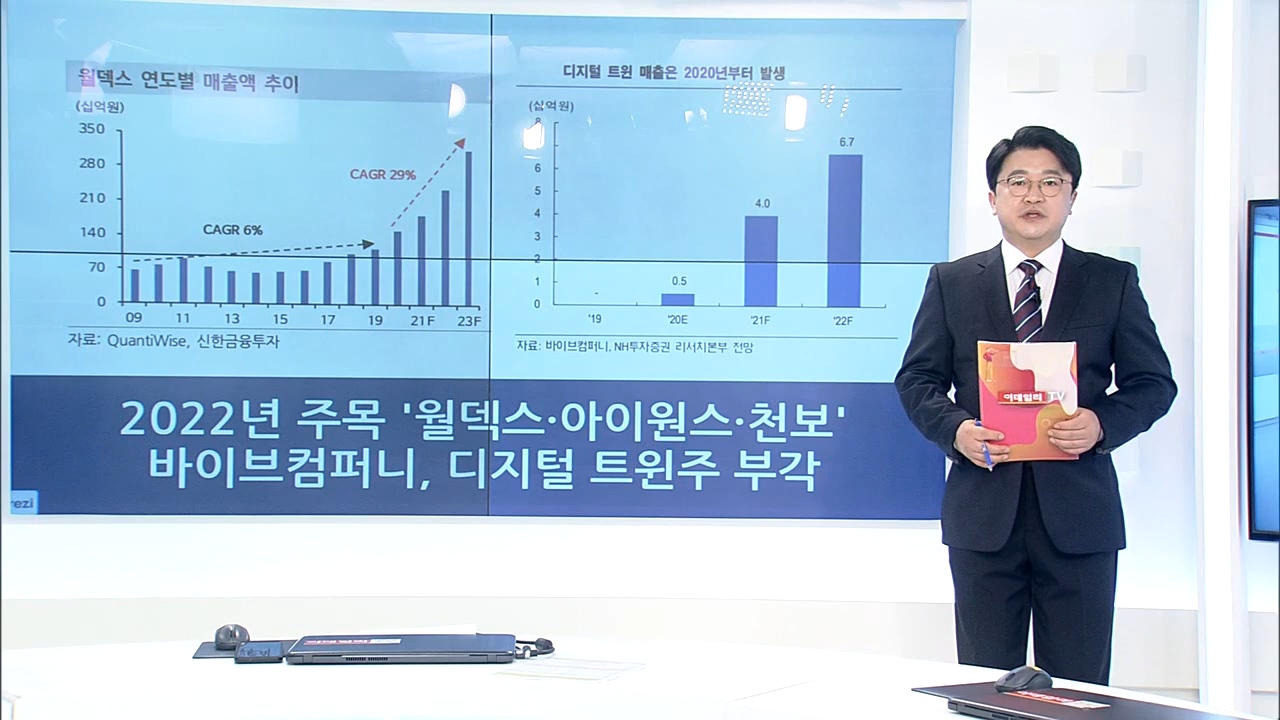 월덱스 연도별 매출액 추이
(십억원)
350
280
210
140
70
0
CAGR 6%
CAGR 29%
09 11 13 15 17 19 21F 23F
자료: QuantiWise, 신한금융투자
디지털 트윈 매출은 2020년부터 발생
(십억원)
8
6
5
4
3
2
1
0
-
0.5
4.0
6.7
'19 '20E '21F '22F
자료: 바이브컴퍼니, NH투자증권 리서치본부 전망
2022년 주목 '월덱스·아이원스·천보'
바이브컴퍼니, 디지털 트윈주 부각
rezi
이데일리 TV